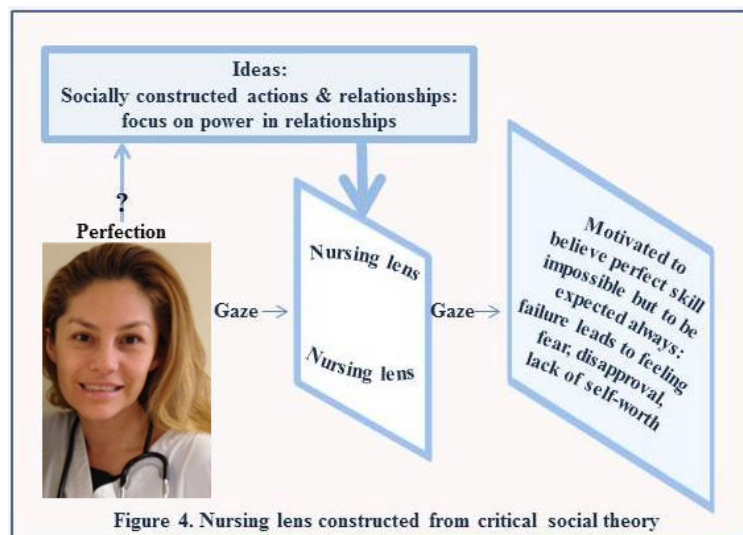 Ideas:
Socially constructed actions & relationships:
focus on power in relationships
?
Perfection
Gaze
Nursing lens
Nursing lens
Gaze
Motivated to
believe perfect skill
impossible but to be
expected always:
failure leads to feeling
fear, disapproval,
lack of self-worth
Figure 4. Nursing lens constructed from critical social theory